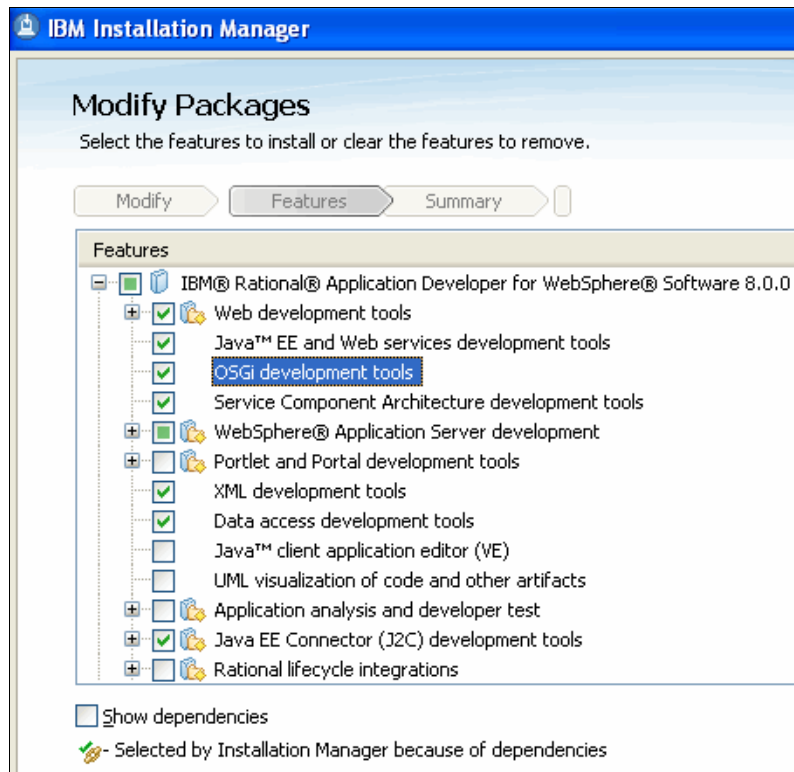 IBM Installation Manager
Modify Packages
Select the features to install or clear the features to remove.
Modify Features Summary
Features
IBM® Rational® Application Developer for WebSphere® Software 8.0.0
Web development tools
Java™ EE and Web services development tools
OSGi development tools
Service Component Architecture development tools
WebSphere® Application Server development
Portlet and Portal development tools
XML development tools
Data access development tools
Java™ client application editor (VE)
UML visualization of code and other artifacts
Application analysis and developer test
Java EE Connector (J2C) development tools
Rational lifecycle integrations
Show dependencies
- Selected by Installation Manager because of dependencies